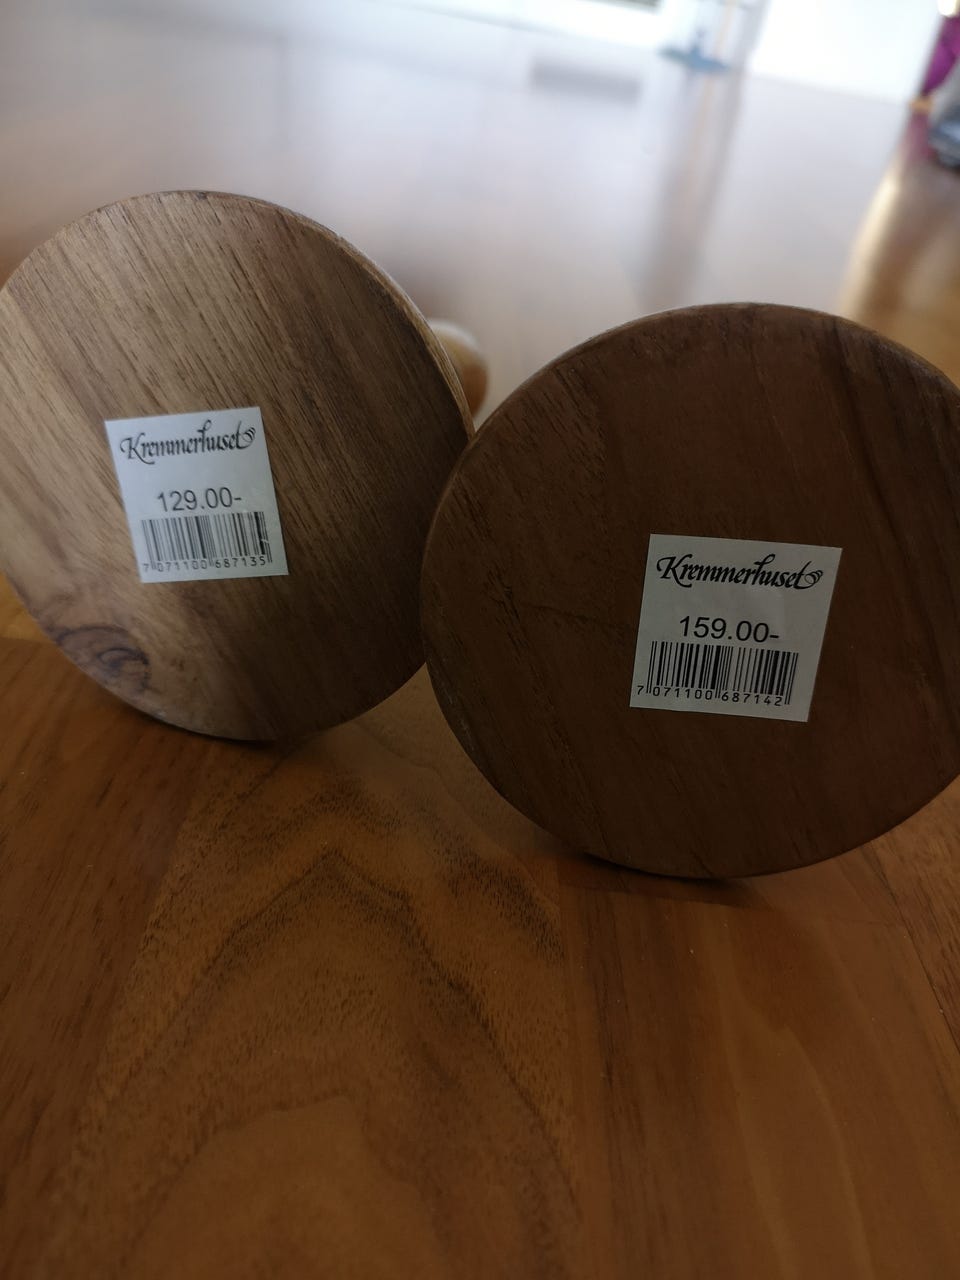 Kremmerhuset
129.00-
7 071100 687135
Kremmerhuset
159.00-
7 071100 687142